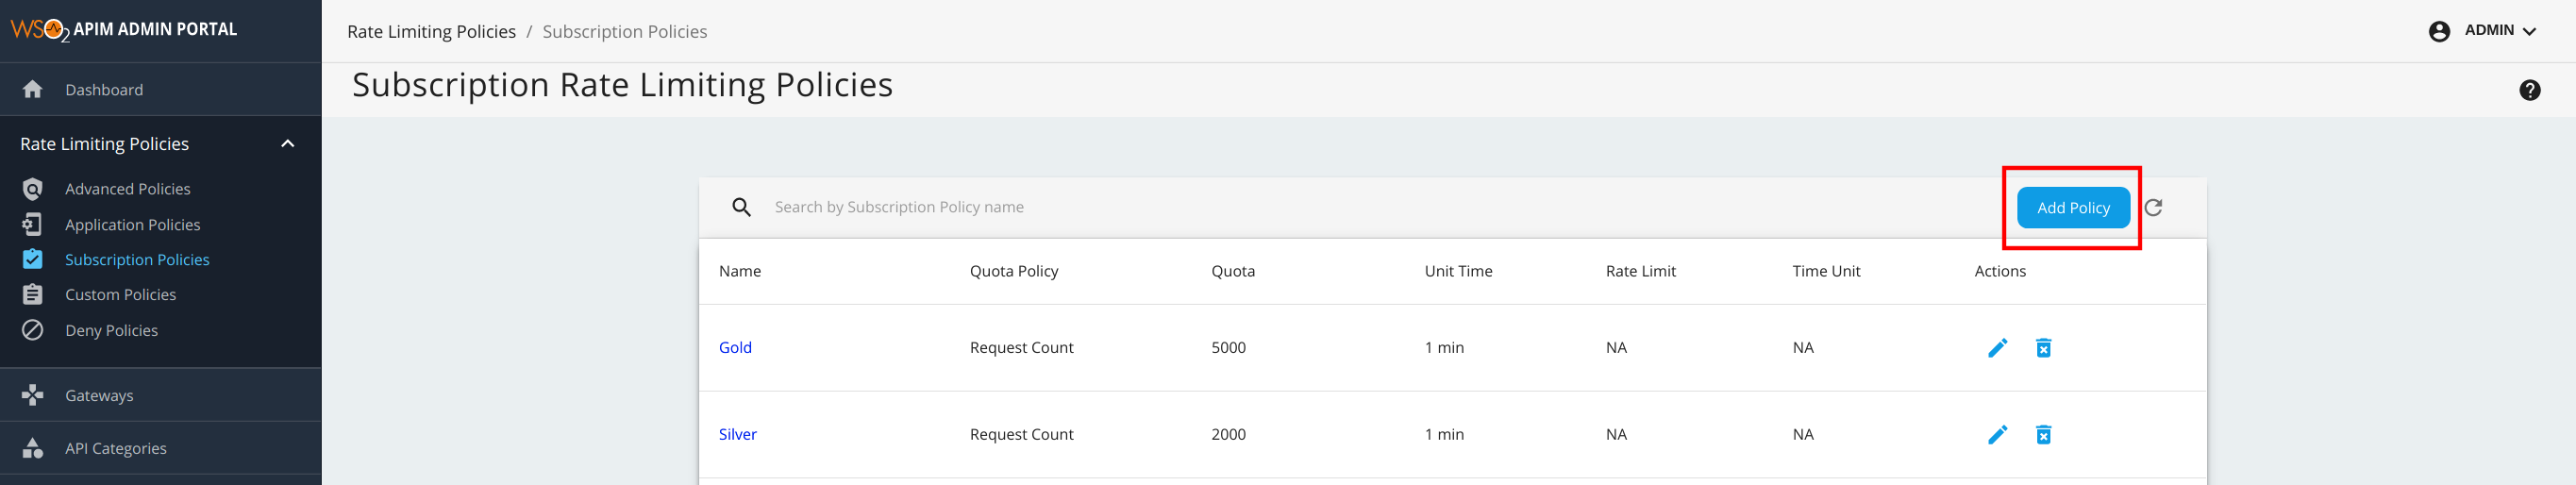 WSO2 APIM ADMIN PORTAL
Dashboard
Rate Limiting Policies
Advanced Policies
Application Policies
Subscription Policies
Custom Policies
Deny Policies
Gateways
API Categories
Rate Limiting Policies / Subscription Policies
ADMIN
Subscription Rate Limiting Policies
?
Search by Subscription Policy name
Add Policy
Name Quota Policy Quota Unit Time Rate Limit Time Unit Actions
Gold Request Count 5000 1 min NA NA
Silver Request Count 2000 1 min NA NA